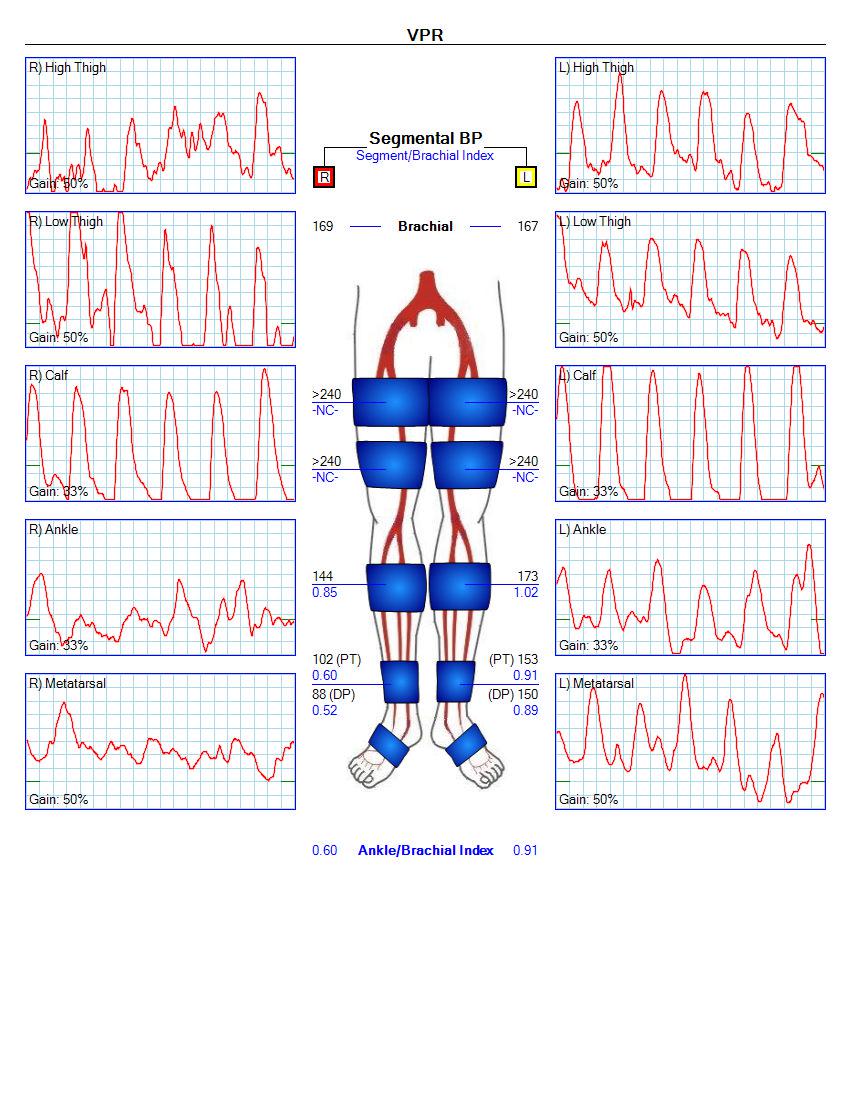 VPR
R) High Thigh
Gain: 50%
R) Low Thigh
Gain: 50%
R) Calf
Gain: 33%
R) Ankle
Gain: 33%
R) Metatarsal
Gain: 50%
Segmental BP
Segment/Brachial Index
R L
169 Brachial 167
>240 >240
-NC- -NC-
>240 >240
-NC- -NC-
144 173
0.85 1.02
102 (PT) (PT) 153
0.60 0.91
88 (DP) (DP) 150
0.52 0.89
0.60 Ankle/Brachial Index 0.91
L) High Thigh
Gain: 50%
L) Low Thigh
Gain: 50%
L) Calf
Gain: 33%
L) Ankle
Gain: 33%
L) Metatarsal
Gain: 50%